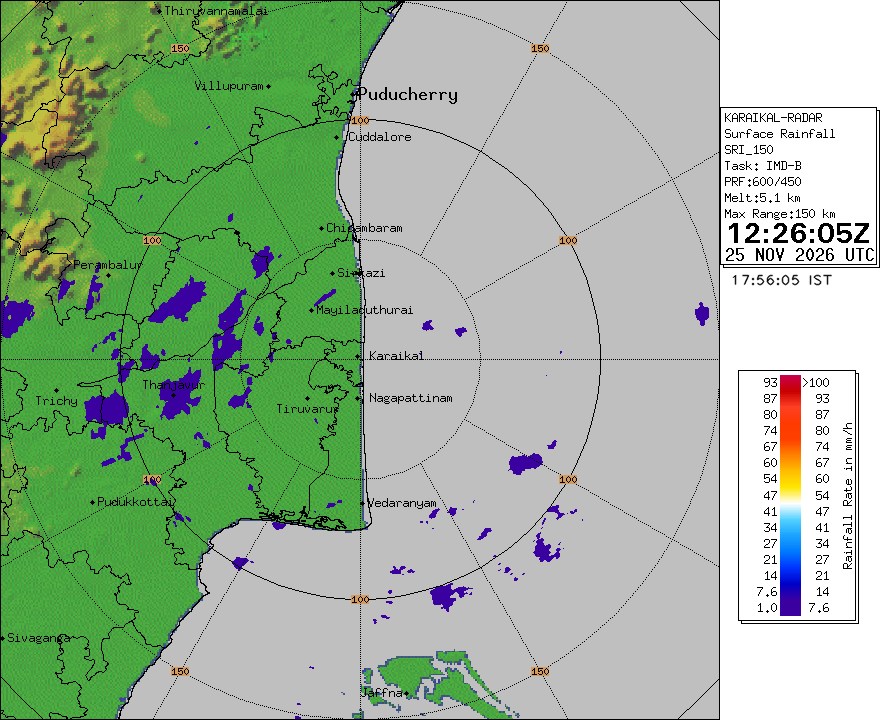 Thiruvannamalai
150
150
Villupuram
Puducherry
100
Cuddalore
Chidambaram
100
100
Perambalur
Sirkazi
Mayiladuthurai
Karaikal
Thanjavur
Trichy
Tiruvarur
Nagapattinam
100
100
Pudukkottai
Vedaranyam
100
Sivaganga
150
150
Jaffna
KARAIKAL-RADAR
Surface Rainfall
SRI_150
Task: IMD-B
PRF:600/450
Melt:5.1 km
Max Range:150 km
12:26:05Z
25 NOV 2026 UTC
17:56:05 IST
93 >100
87 93
80 87
74 80
67 74
60 67
54 60
47 54
41 47
34 41
27 34
21 27
14 21
7.6 14
1.0 7.6
Rainfall Rate in mm/h